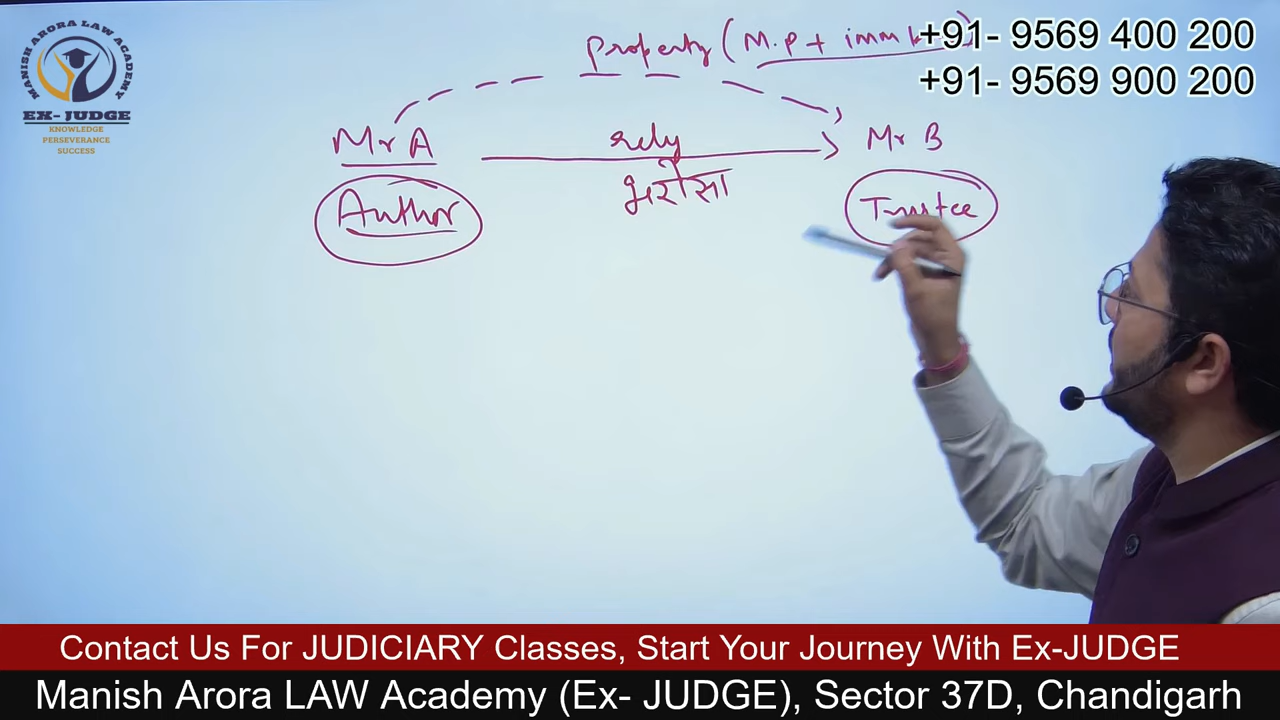 MANISH ARORA LAW ACADEMY
EX- JUDGE
KNOWLEDGE
PERSEVERANCE
SUCCESS
+91- 9569 400 200
+91- 9569 900 200
Property (M.P + imm
Mr A
rely
Mr B
भरोसा
Author
Trustee
Contact Us For JUDICIARY Classes, Start Your Journey With Ex-JUDGE
Manish Arora LAW Academy (Ex- JUDGE), Sector 37D, Chandigarh